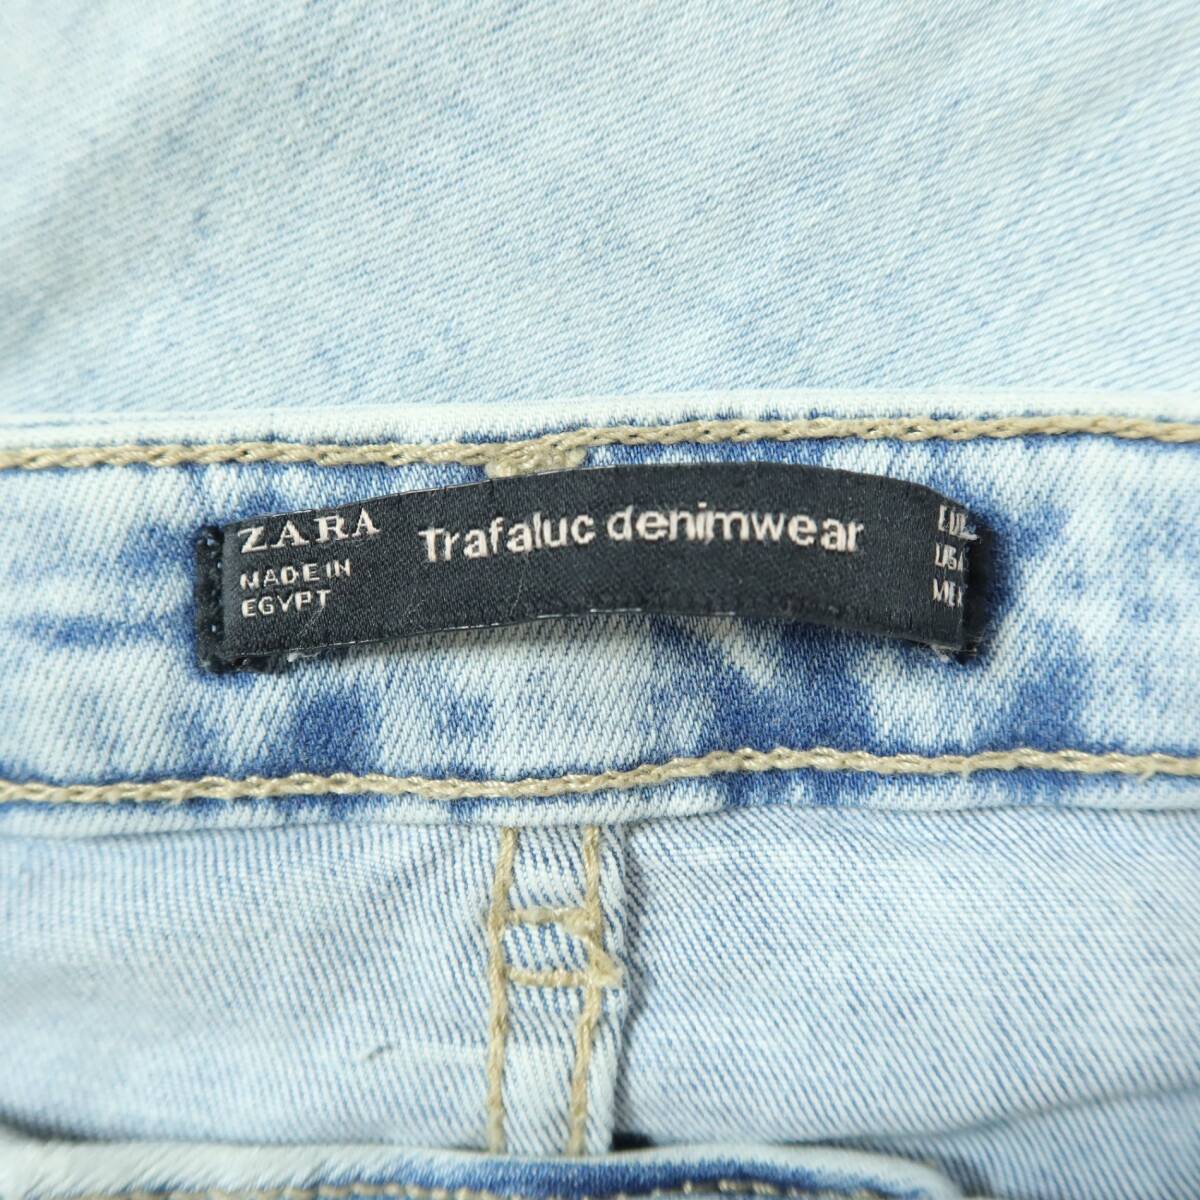 ZARA
MADE IN
EGYPT
Trafaluc denimwear